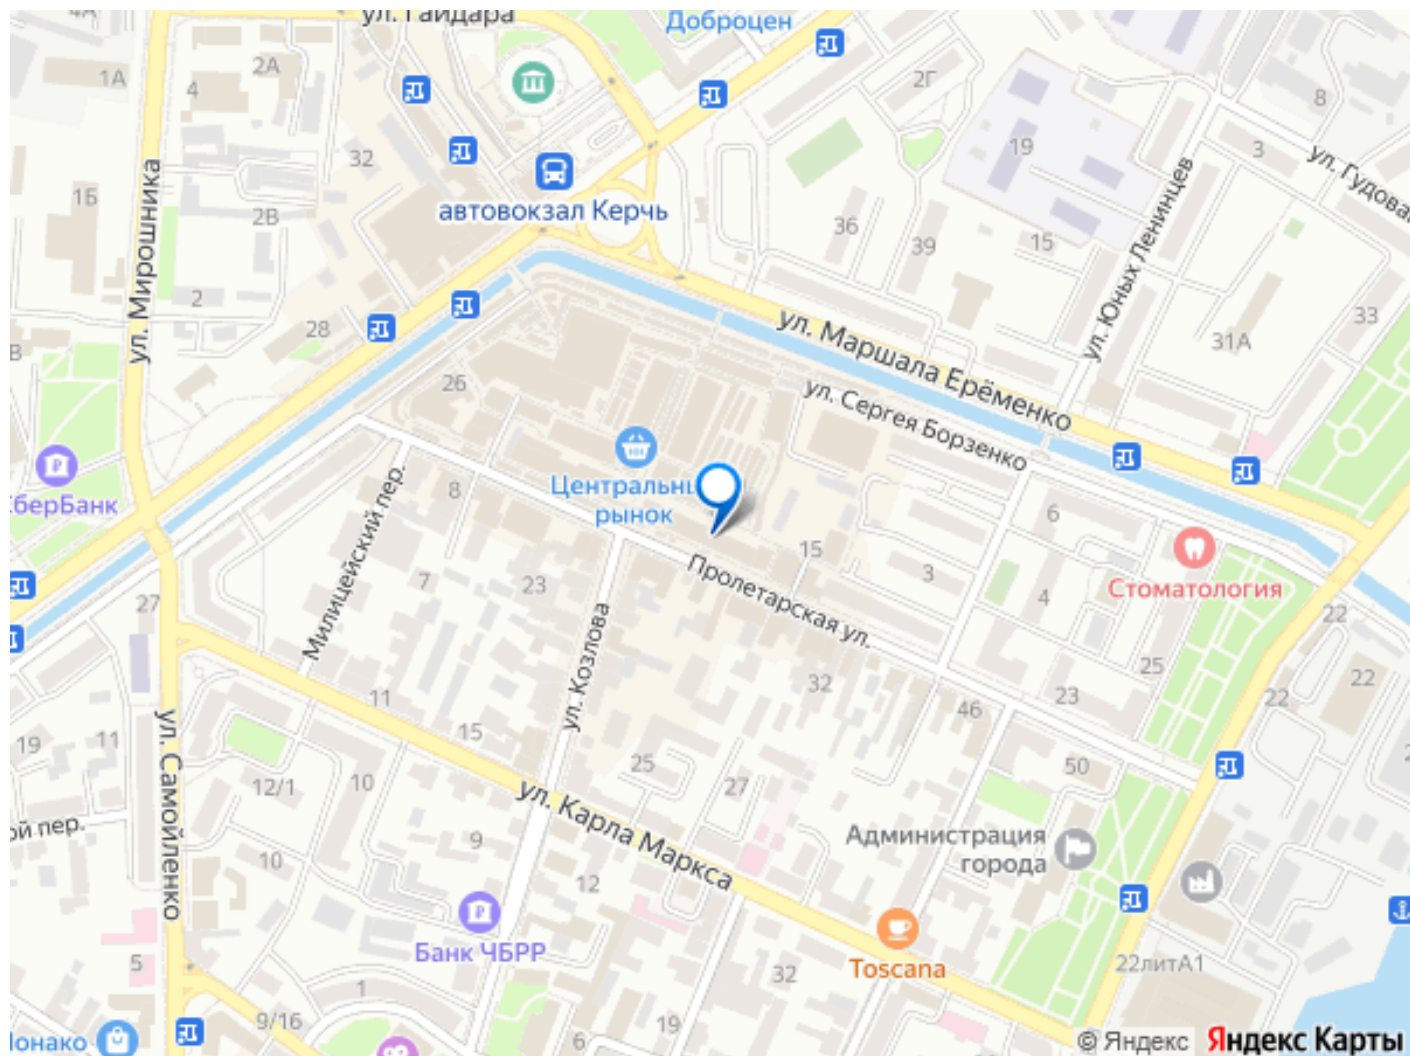 ул. Гайдара
Доброцен
4А
1А
2А
4
2Г
8
19
3
ул. Гудова
32
1Б
2В
ул. Мирошника
автовокзал Керчь
36
39
15
ул. Юных Ленинцев
2
28
33
31А
В
ул. Маршала Ерёменко
26
ул. Сергея Борзенко
СберБанк
Центральны
рынок
8
6
Милицейский пер.
7
23
15
3
4
Стоматология
Пролетарская ул.
27
22
ул. Козлова
11
32
25
22
22
23
46
19
11
15
ул. Самойленко
25
27
50
12/1
10
ул. Карла Маркса
Администрация
города
ой пер.
9
10
12
Банк ЧБРР
Toscana
5
32
22литА1
1
9/16
19
6
онако
© Яндекс
Яндекс Карты